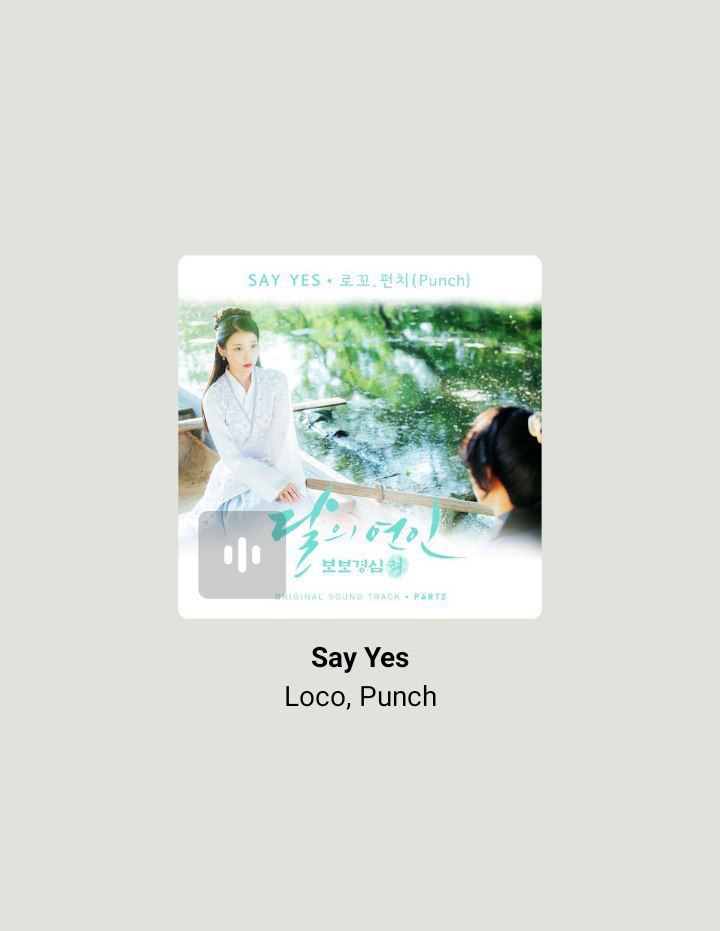 SAY YES • 로꼬, 펀치(Punch)
달의 연인
보보경심 려
ORIGINAL SOUND TRACK • PART2
Say Yes
Loco, Punch